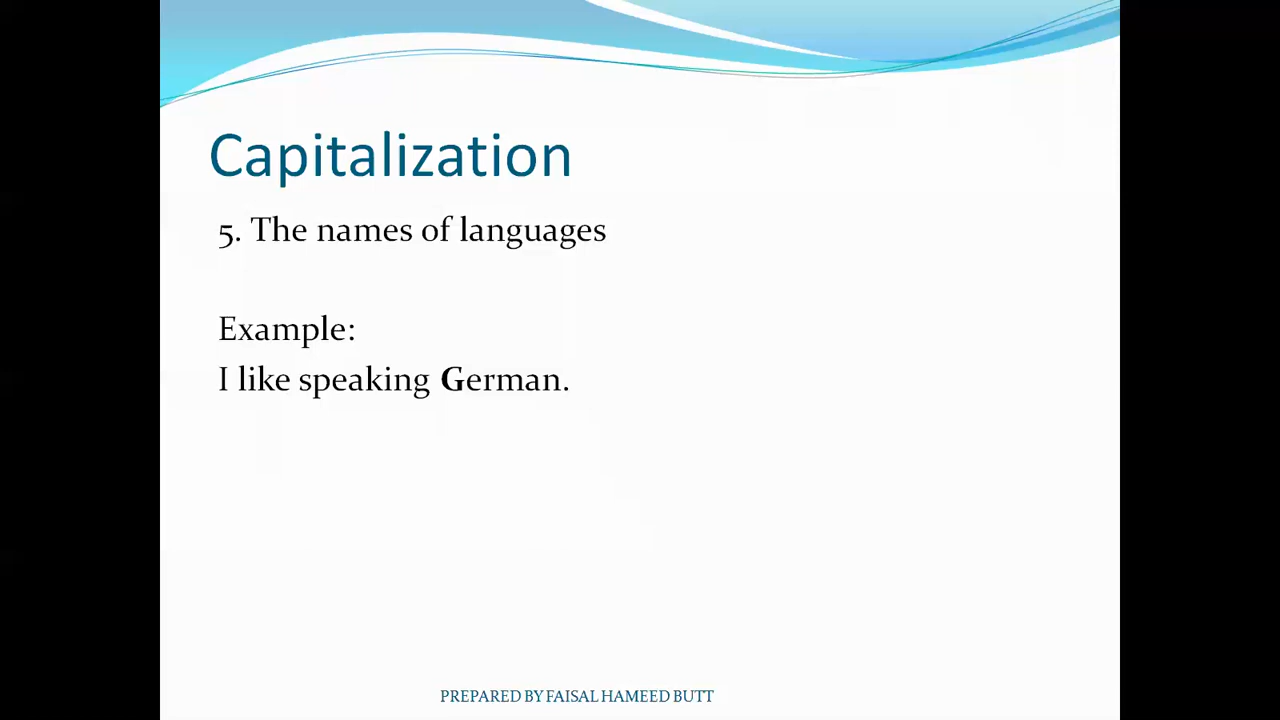 Capitalization
5. The names of languages
Example:
I like speaking German.
PREPARED BY FAISAL HAMEED BUTT